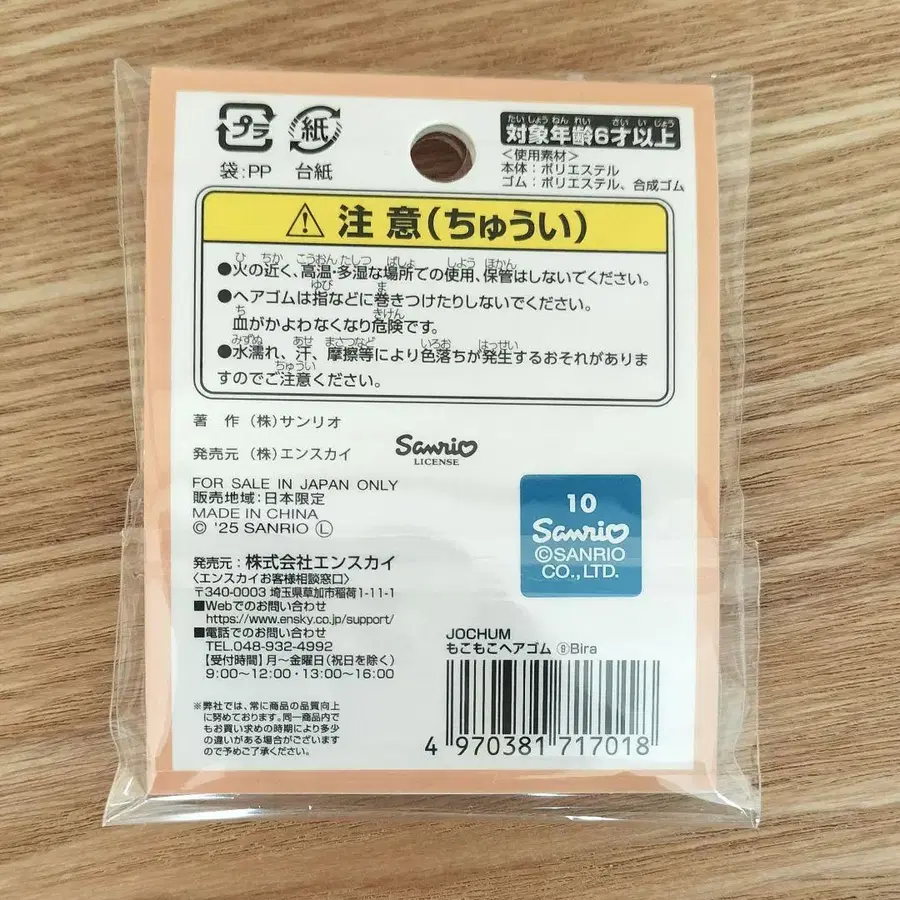 プラ 紙
袋:PP 台紙
たいしょうねんれい さいいじょう
対象年齢6才以上
＜使用素材＞
本体：ポリエステル
ゴム：ポリエステル、合成ゴム
注意(ちゅうい)
ひ ちか こうおん たしつ ばしょ しよう ほかん
●火の近く、高温・多湿な場所での使用、保管はしないでください。
ゆび ま
●ヘアゴムは指などに巻きつけたりしないでください。
ち きけん
血がかよわなくなり危険です。
みずぬ あせ まさつなど いろお はっせい
●水濡れ、汗、摩擦等により色落ちが発生するおそれがありま
ちゅうい
すのでご注意ください。
著 作 (株)サンリオ
発売元 (株)エンスカイ
Sanrio
LICENSE
FOR SALE IN JAPAN ONLY
販売地域:日本限定
MADE IN CHINA
© '25 SANRIO Ⓛ
10
Sanrio
©SANRIO
CO.,LTD.
発売元：株式会社エンスカイ
〈エンスカイお客様相談窓口〉
〒340-0003 埼玉県草加市稲荷1-11-1
■Webでのお問い合わせ
https://www.ensky.co.jp/support/
■電話でのお問い合わせ
TEL.048-932-4992
【受付時間】月〜金曜日(祝日を除く)
9:00〜12:00・13:00〜16:00
※弊社では、常に商品の品質向上
に努めております。同一商品内で
もお買い求めの時期により多少
の違いがある場合がございます
ので予めご了承ください。
JOCHUM
もこもこヘアゴム ⑨Bira
4 970381 717018